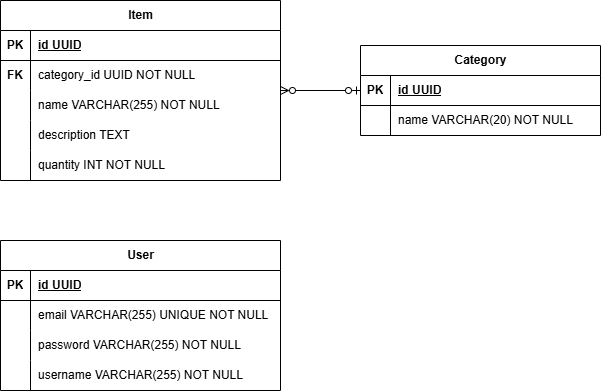 Item
PK id UUID
FK category_id UUID NOT NULL
name VARCHAR(255) NOT NULL
description TEXT
quantity INT NOT NULL
Category
PK id UUID
name VARCHAR(20) NOT NULL
User
PK id UUID
email VARCHAR(255) UNIQUE NOT NULL
password VARCHAR(255) NOT NULL
username VARCHAR(255) NOT NULL